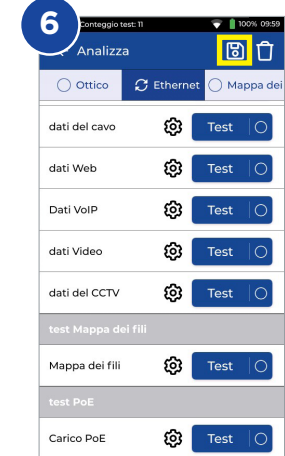 6
Conteggio test: 11 100% 09:59
Analizza
Ottico Ethernet Mappa dei
dati del cavo Test
dati Web Test
Dati VoIP Test
dati Video Test
dati del CCTV Test
test Mappa dei fili
Mappa dei fili Test
test PoE
Carico PoE Test